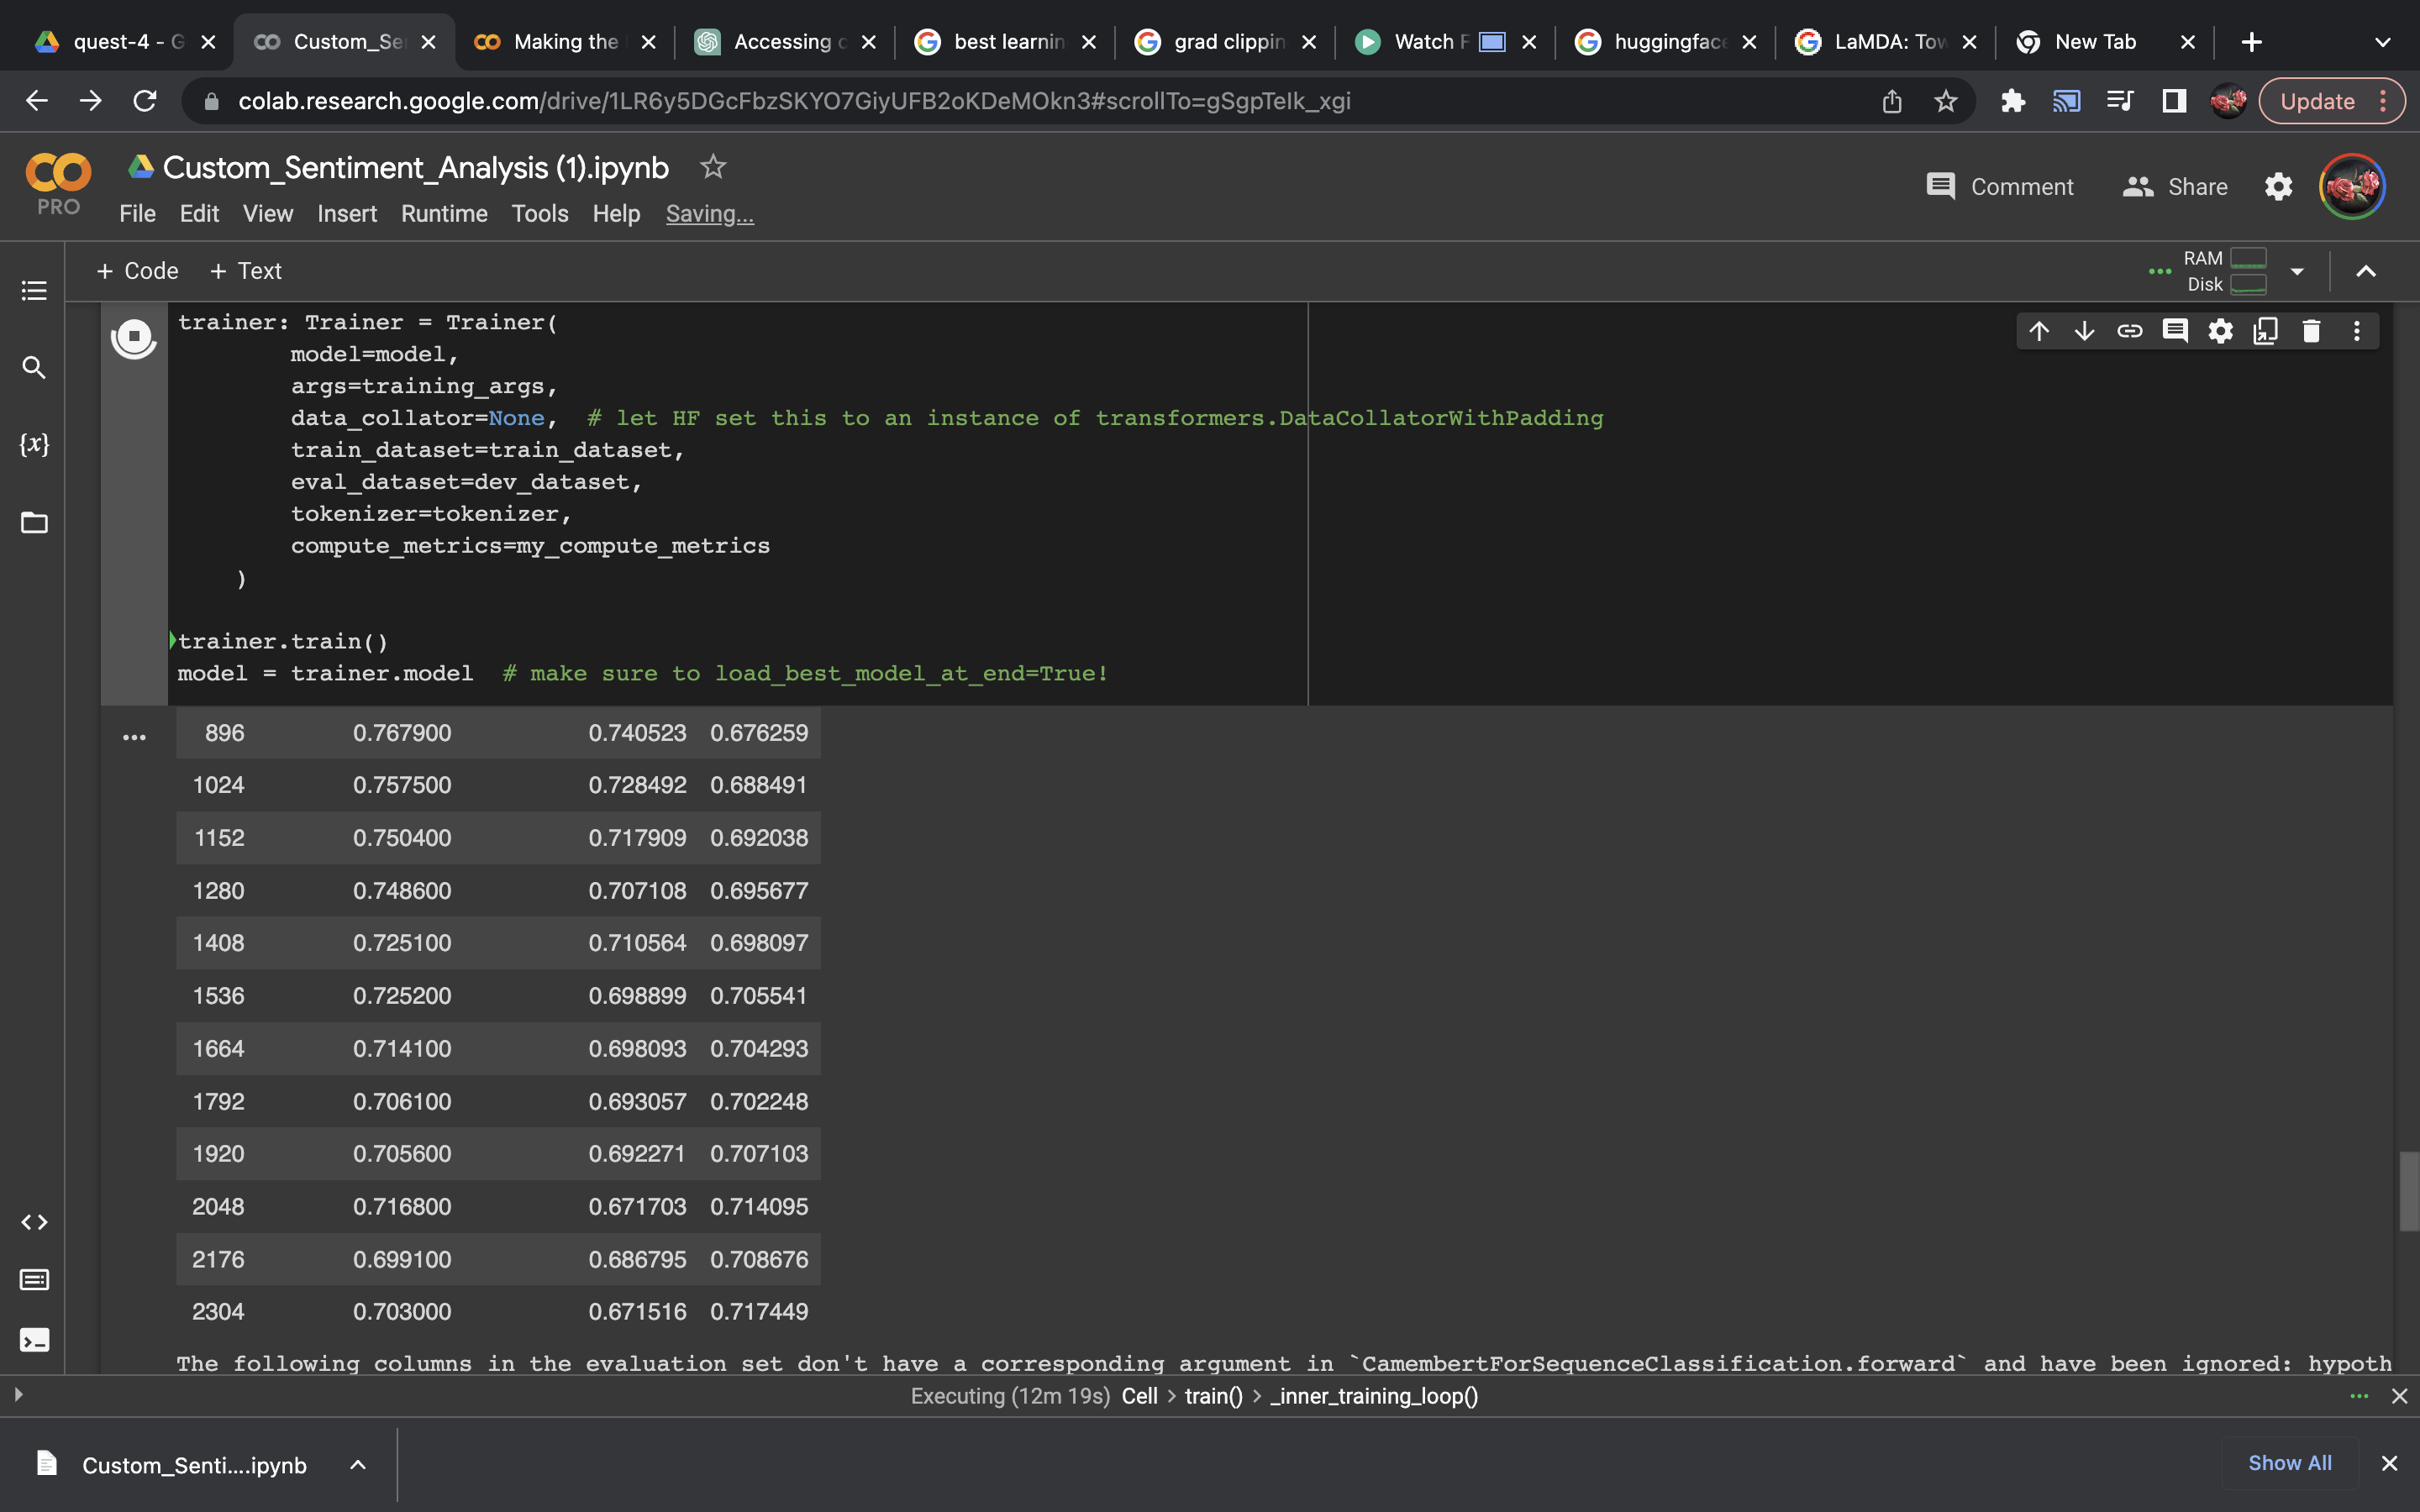 quest-4 - G
Custom_Se
Making the
Accessing c
best learnin
grad clippin
Watch F
huggingface
LaMDA: Tow
New Tab
colab.research.google.com/drive/1LR6y5DGcFbzSKYO7GiyUFB2oKDeMOkn3#scrollTo=gSgpTeIk_xgi
Update
PRO
Custom_Sentiment_Analysis (1).ipynb
File Edit View Insert Runtime Tools Help Saving...
Comment
Share
+ Code + Text
RAM
Disk
trainer: Trainer = Trainer(
model=model,
args=training_args,
data_collator=None,  # let HF set this to an instance of transformers.DataCollatorWithPadding
train_dataset=train_dataset,
eval_dataset=dev_dataset,
tokenizer=tokenizer,
compute_metrics=my_compute_metrics
)
trainer.train()
model = trainer.model  # make sure to load_best_model_at_end=True!
{x}
896 0.767900 0.740523 0.676259
1024 0.757500 0.728492 0.688491
1152 0.750400 0.717909 0.692038
1280 0.748600 0.707108 0.695677
1408 0.725100 0.710564 0.698097
1536 0.725200 0.698899 0.705541
1664 0.714100 0.698093 0.704293
1792 0.706100 0.693057 0.702248
1920 0.705600 0.692271 0.707103
2048 0.716800 0.671703 0.714095
2176 0.699100 0.686795 0.708676
2304 0.703000 0.671516 0.717449
The following columns in the evaluation set don't have a corresponding argument in `CamembertForSequenceClassification.forward` and have been ignored: hypoth
Executing (12m 19s) Cell > train() > _inner_training_loop()
Custom_Senti....ipynb
Show All